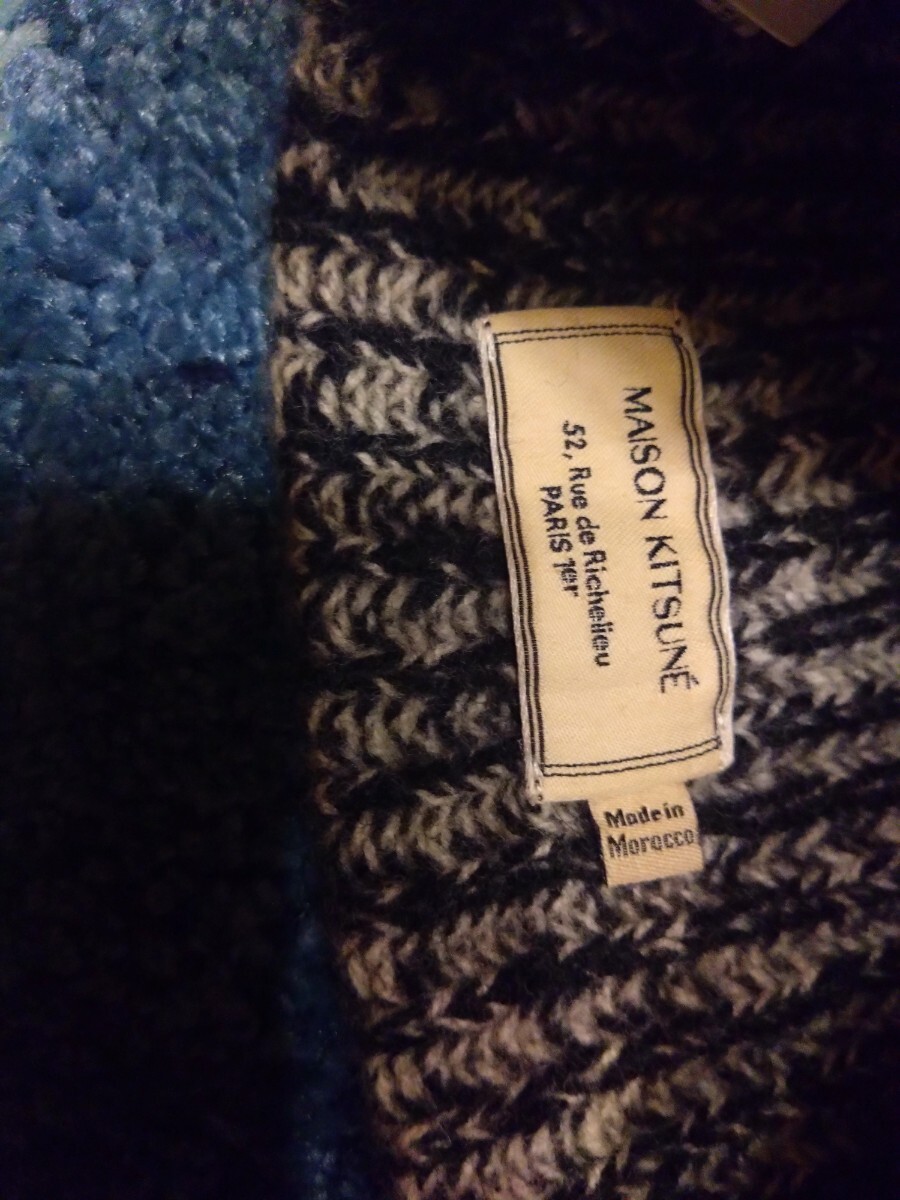 MAISON KITSUNÉ
52, Rue de Richelieu
PARIS 1er
Made in
Morocco